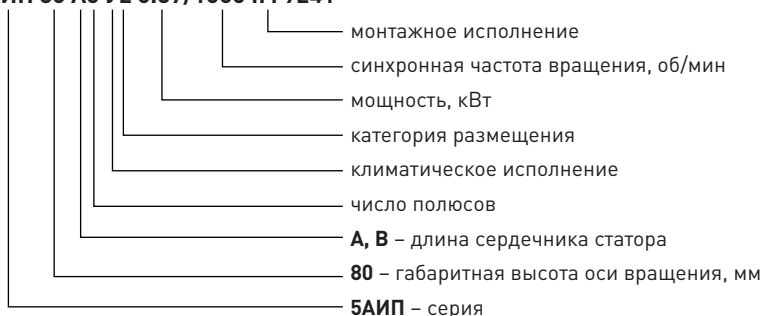 монтажное исполнение
синхронная частота вращения, об/мин
мощность, кВт
категория размещения
климатическое исполнение
число полюсов
А, В – длина сердечника статора
80 – габаритная высота оси вращения, мм
5АИП – серия